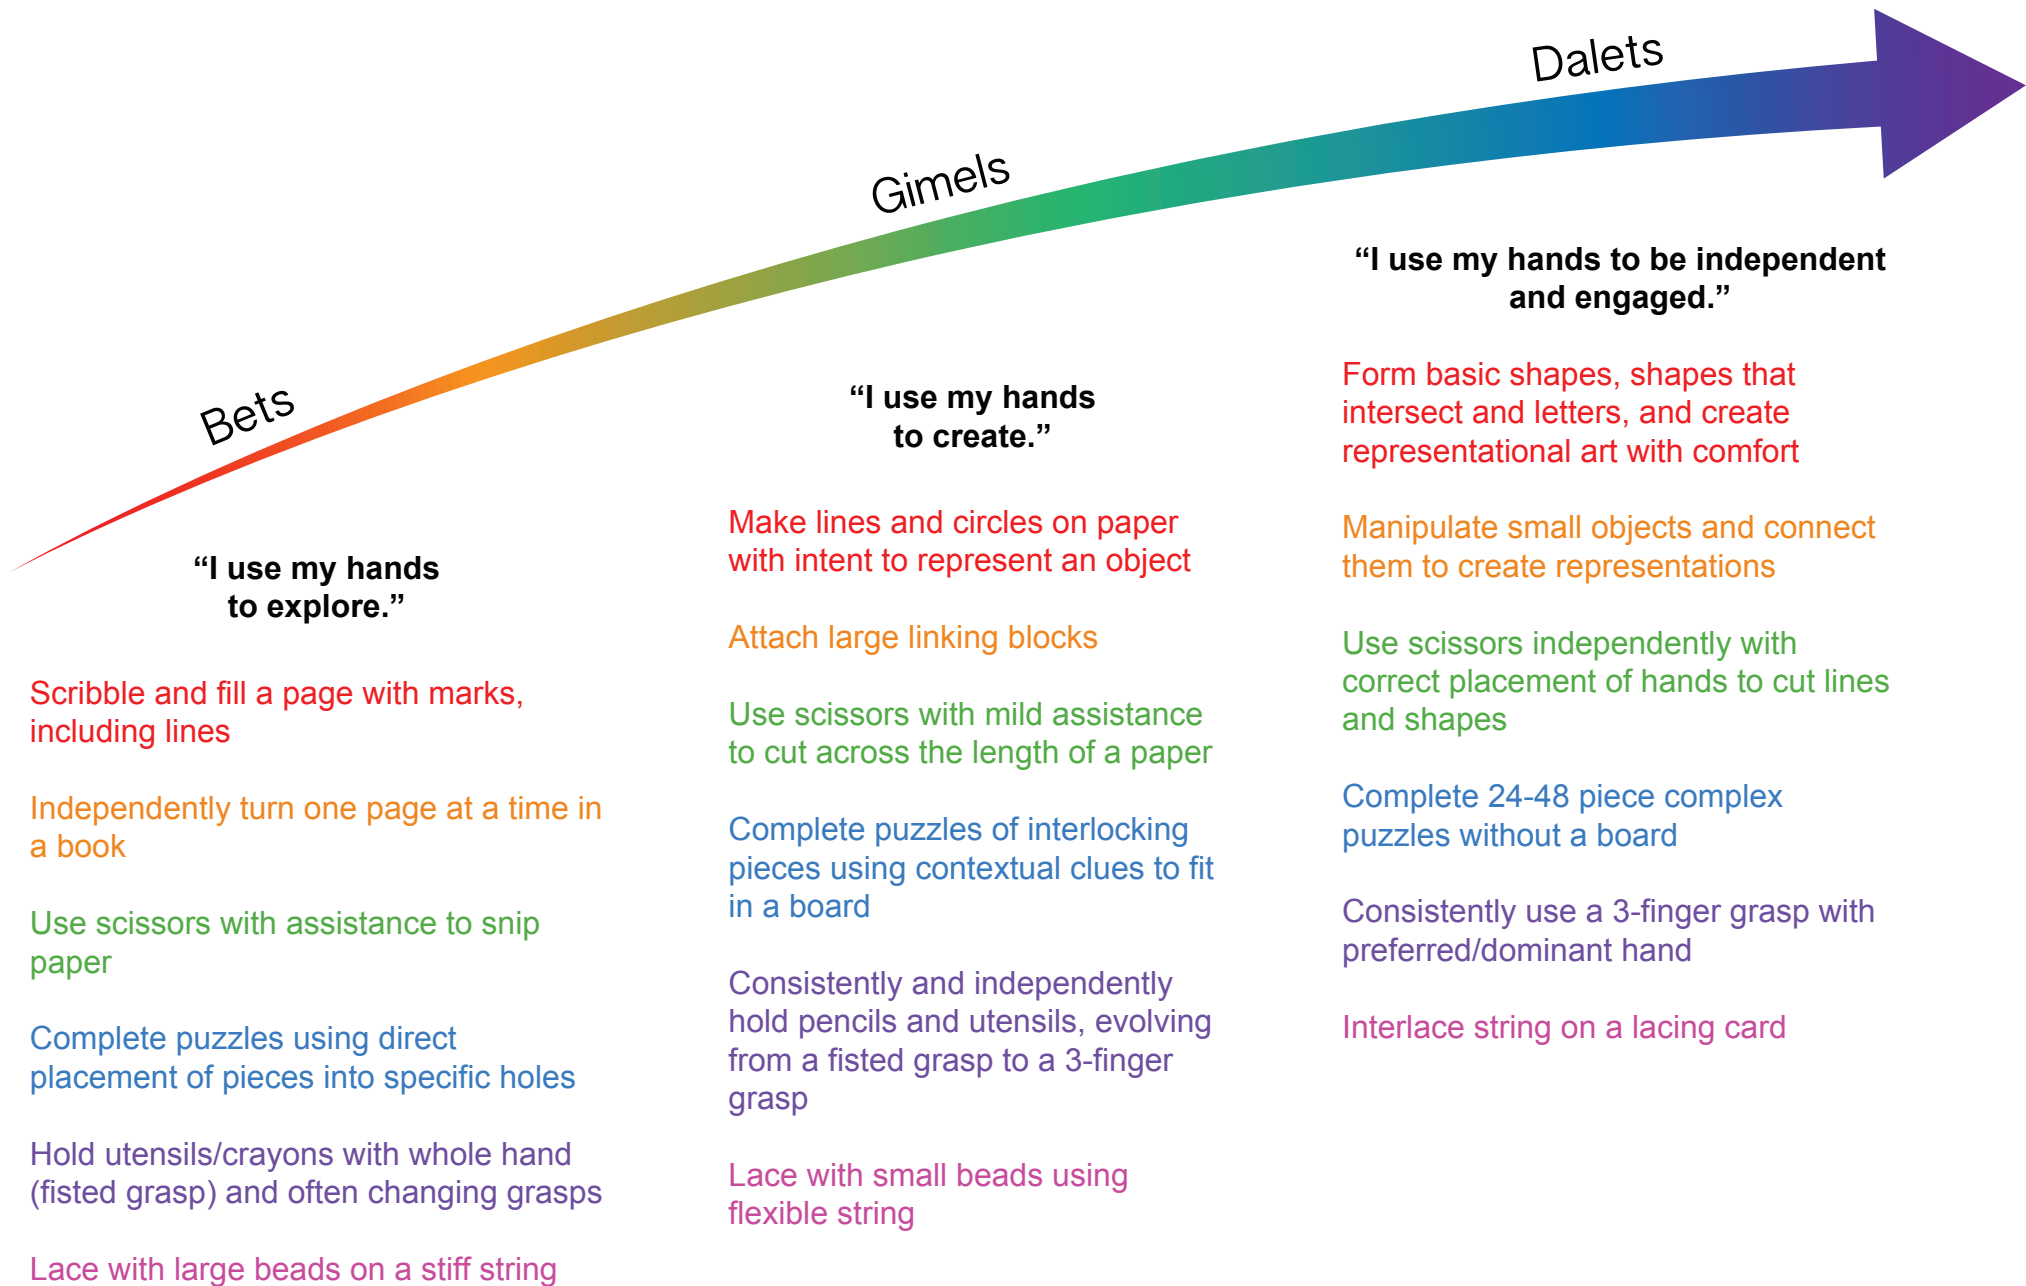 Bets
“I use my hands
to explore.”
Scribble and fill a page with marks,
including lines
Independently turn one page at a time in
a book
Use scissors with assistance to snip
paper
Complete puzzles using direct
placement of pieces into specific holes
Hold utensils/crayons with whole hand
(fisted grasp) and often changing grasps
Lace with large beads on a stiff string
Gimels
“I use my hands
to create.”
Make lines and circles on paper
with intent to represent an object
Attach large linking blocks
Use scissors with mild assistance
to cut across the length of a paper
Complete puzzles of interlocking
pieces using contextual clues to fit
in a board
Consistently and independently
hold pencils and utensils, evolving
from a fisted grasp to a 3-finger
grasp
Lace with small beads using
flexible string
Dalets
“I use my hands to be independent
and engaged.”
Form basic shapes, shapes that
intersect and letters, and create
representational art with comfort
Manipulate small objects and connect
them to create representations
Use scissors independently with
correct placement of hands to cut lines
and shapes
Complete 24-48 piece complex
puzzles without a board
Consistently use a 3-finger grasp with
preferred/dominant hand
Interlace string on a lacing card